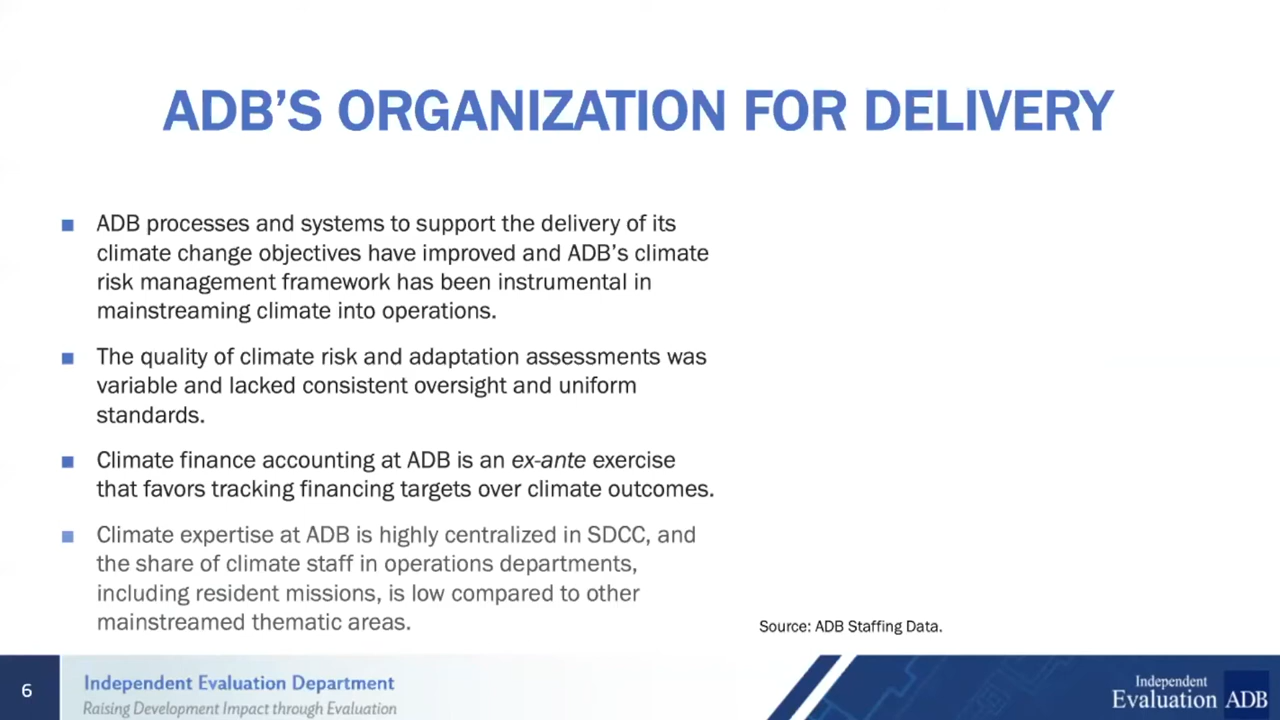 ADB'S ORGANIZATION FOR DELIVERY
ADB processes and systems to support the delivery of its
climate change objectives have improved and ADB's climate
risk management framework has been instrumental in
mainstreaming climate into operations.
The quality of climate risk and adaptation assessments was
variable and lacked consistent oversight and uniform
standards.
Climate finance accounting at ADB is an ex-ante exercise
that favors tracking financing targets over climate outcomes.
Climate expertise at ADB is highly centralized in SDCC, and
the share of climate staff in operations departments,
including resident missions, is low compared to other
mainstreamed thematic areas.
Source: ADB Staffing Data.
6
Independent Evaluation Department
Raising Development Impact through Evaluation
Independent
Evaluation ADB